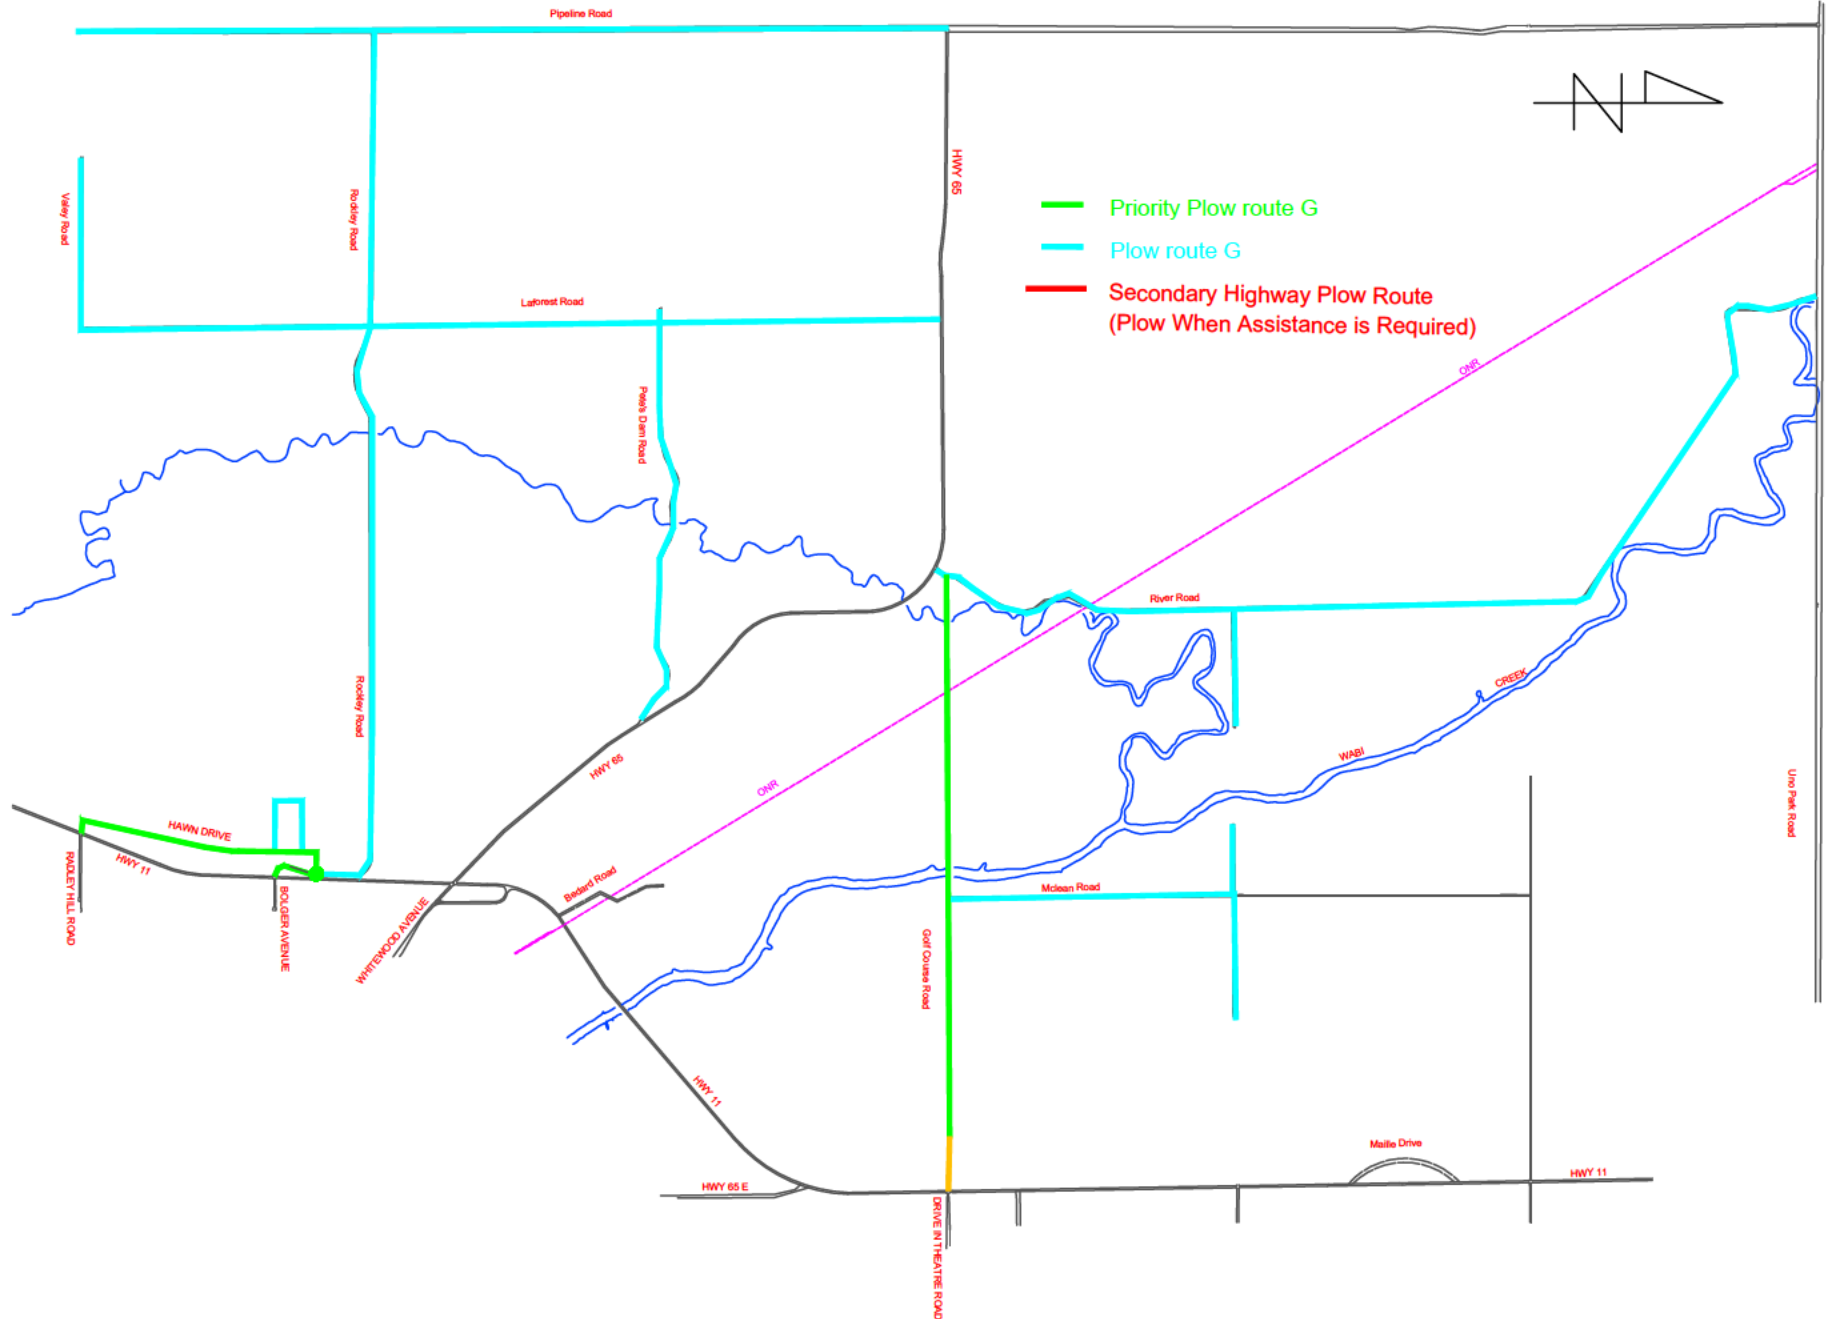 Pipeline Road
HWY 65
Valley Road
Rockley Road
Priority Plow route G
Plow route G
Secondary Highway Plow Route
(Plow When Assistance is Required)
Laforest Road
ONR
Pete's Dam Road
River Road
CREEK
Rockley Road
WABI
HWY 65
ONR
Uno Park Road
HAWN DRIVE
HWY 11
RADLEY HILL ROAD
BOLGER AVENUE
WHITEWOOD AVENUE
Bedard Road
Mclean Road
Golf Course Road
HWY 11
Maille Drive
HWY 11
HWY 65 E
DRIVE IN THEATRE ROAD
N